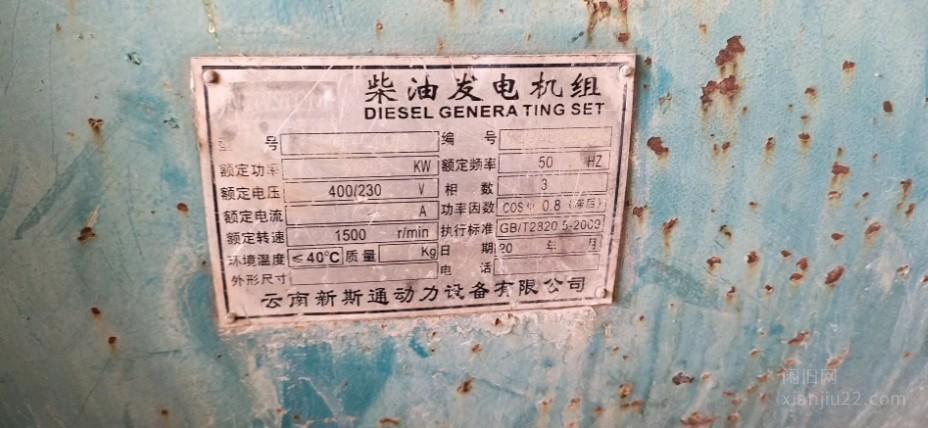 柴油发电机组
DIESEL GENERATING SET
型号 编号
额定功率 KW 额定频率 50 HZ
额定电压 400/230 V 相数 3
额定电流 A 功率因数 COSφ 0.8 (滞后)
额定转速 1500 r/min 执行标准 GB/T2820.5-2009
环境温度 ≤40℃ 质量 Kg 日期 20 年 月
外形尺寸 电话
云南新斯通动力设备有限公司
闲旧网
xianjiu22.com